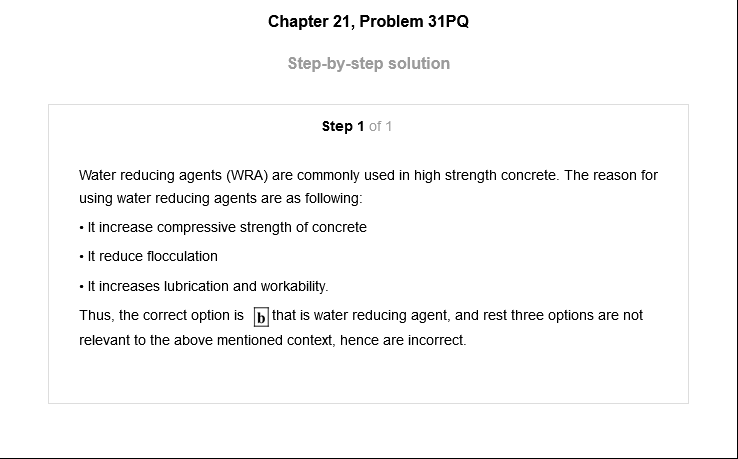 Chapter 21, Problem 31PQ
Step-by-step solution
Step 1 of 1
Water reducing agents (WRA) are commonly used in high strength concrete. The reason for
using water reducing agents are as following:
• It increase compressive strength of concrete
• It reduce flocculation
• It increases lubrication and workability.
Thus, the correct option is b that is water reducing agent, and rest three options are not
relevant to the above mentioned context, hence are incorrect.